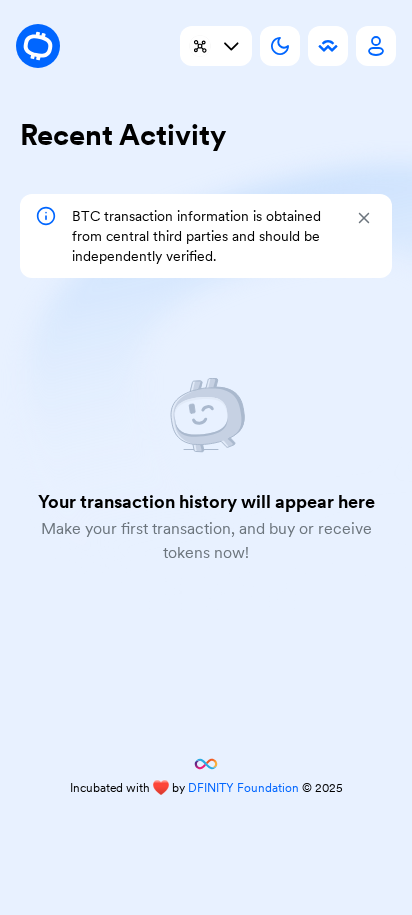 Recent Activity
BTC transaction information is obtained
from central third parties and should be
independently verified.
Your transaction history will appear here
Make your first transaction, and buy or receive
tokens now!
Incubated with ❤️ by DFINITY Foundation © 2025